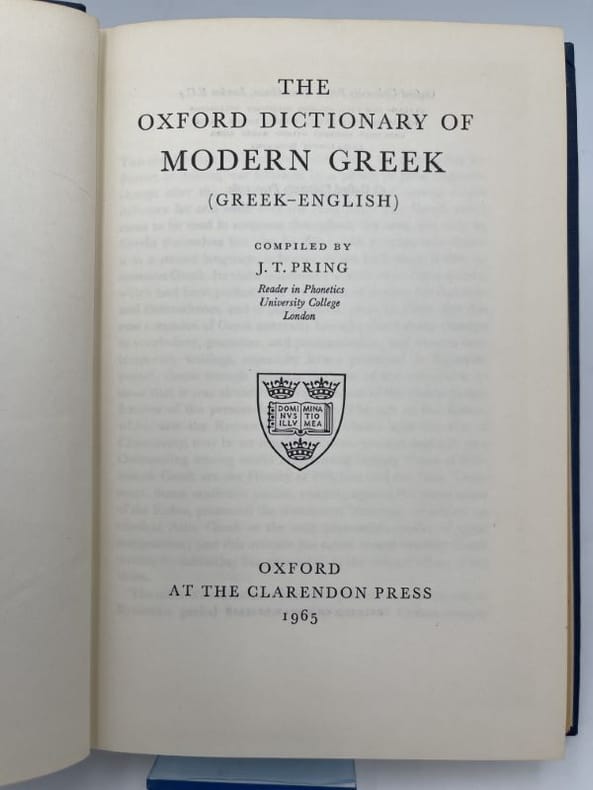 THE
OXFORD DICTIONARY OF
MODERN GREEK
(GREEK–ENGLISH)
COMPILED BY
J. T. PRING
Reader in Phonetics
University College
London
DOMI MINA
NVS TIO
ILLV MEA
OXFORD
AT THE CLARENDON PRESS
1965